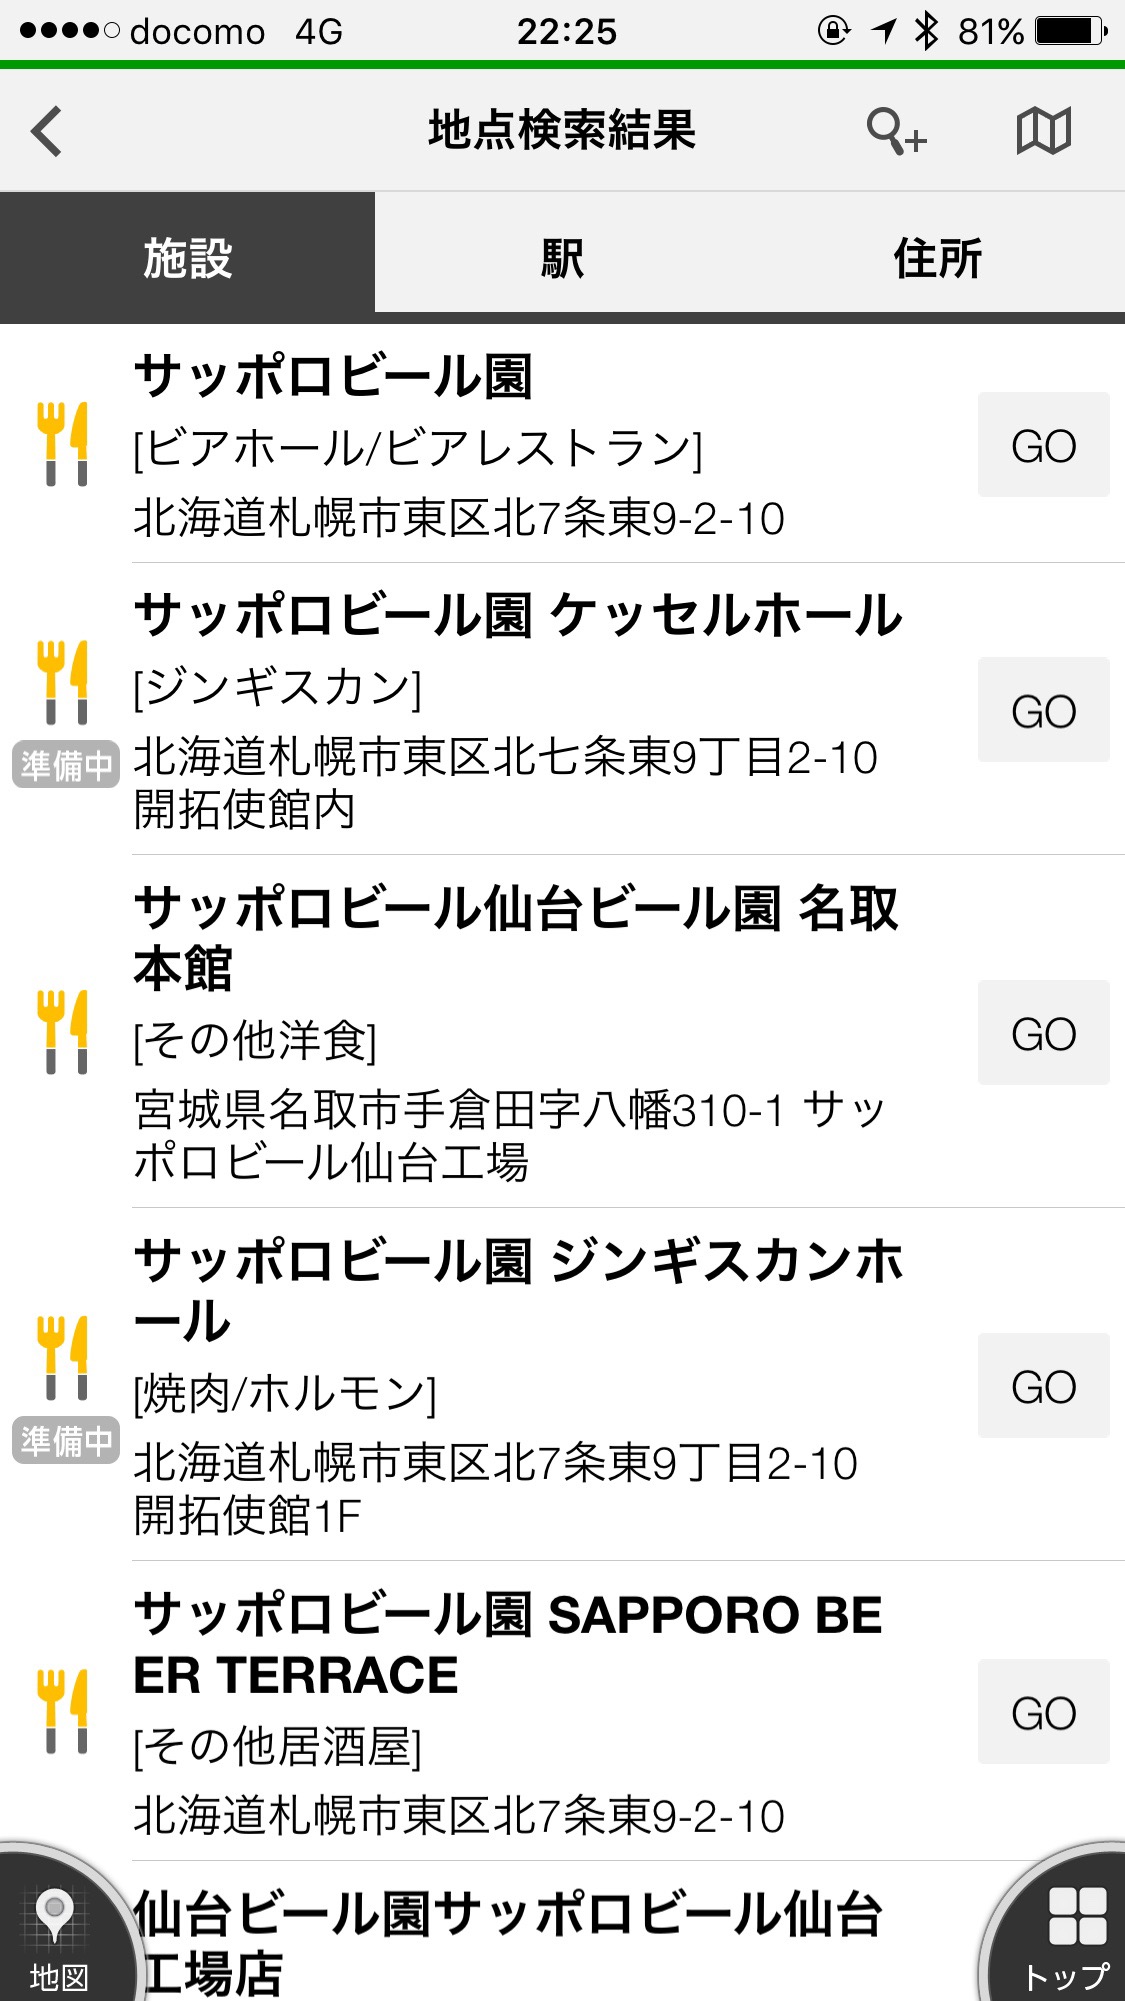 docomo 4G 22:25 81%
地点検索結果
施設 駅 住所
サッポロビール園
[ビアホール/ビアレストラン]
北海道札幌市東区北7条東9-2-10
GO
サッポロビール園 ケッセルホール
[ジンギスカン]
準備中
北海道札幌市東区北七条東9丁目2-10
開拓使館内
GO
サッポロビール仙台ビール園 名取
本館
[その他洋食]
宮城県名取市手倉田字八幡310-1 サッ
ポロビール仙台工場
GO
サッポロビール園 ジンギスカンホ
ール
[焼肉/ホルモン]
準備中
北海道札幌市東区北7条東9丁目2-10
開拓使館1F
GO
サッポロビール園 SAPPORO BE
ER TERRACE
[その他居酒屋]
北海道札幌市東区北7条東9-2-10
GO
仙台ビール園サッポロビール仙台
工場店
地図
トップ